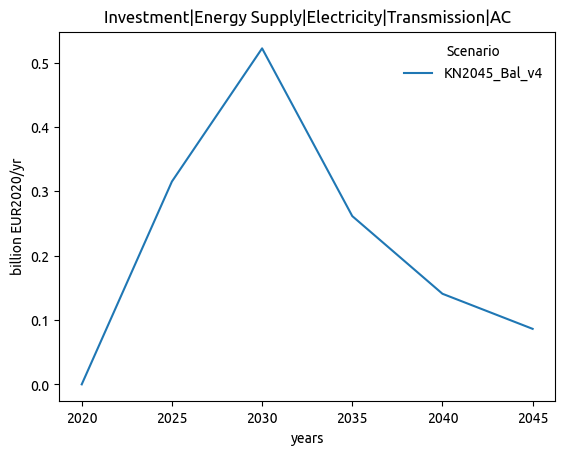 Investment|Energy Supply|Electricity|Transmission|AC
Scenario
KN2045_Bal_v4
billion EUR2020/yr
0.5
0.4
0.3
0.2
0.1
0.0
2020 2025 2030 2035 2040 2045
years